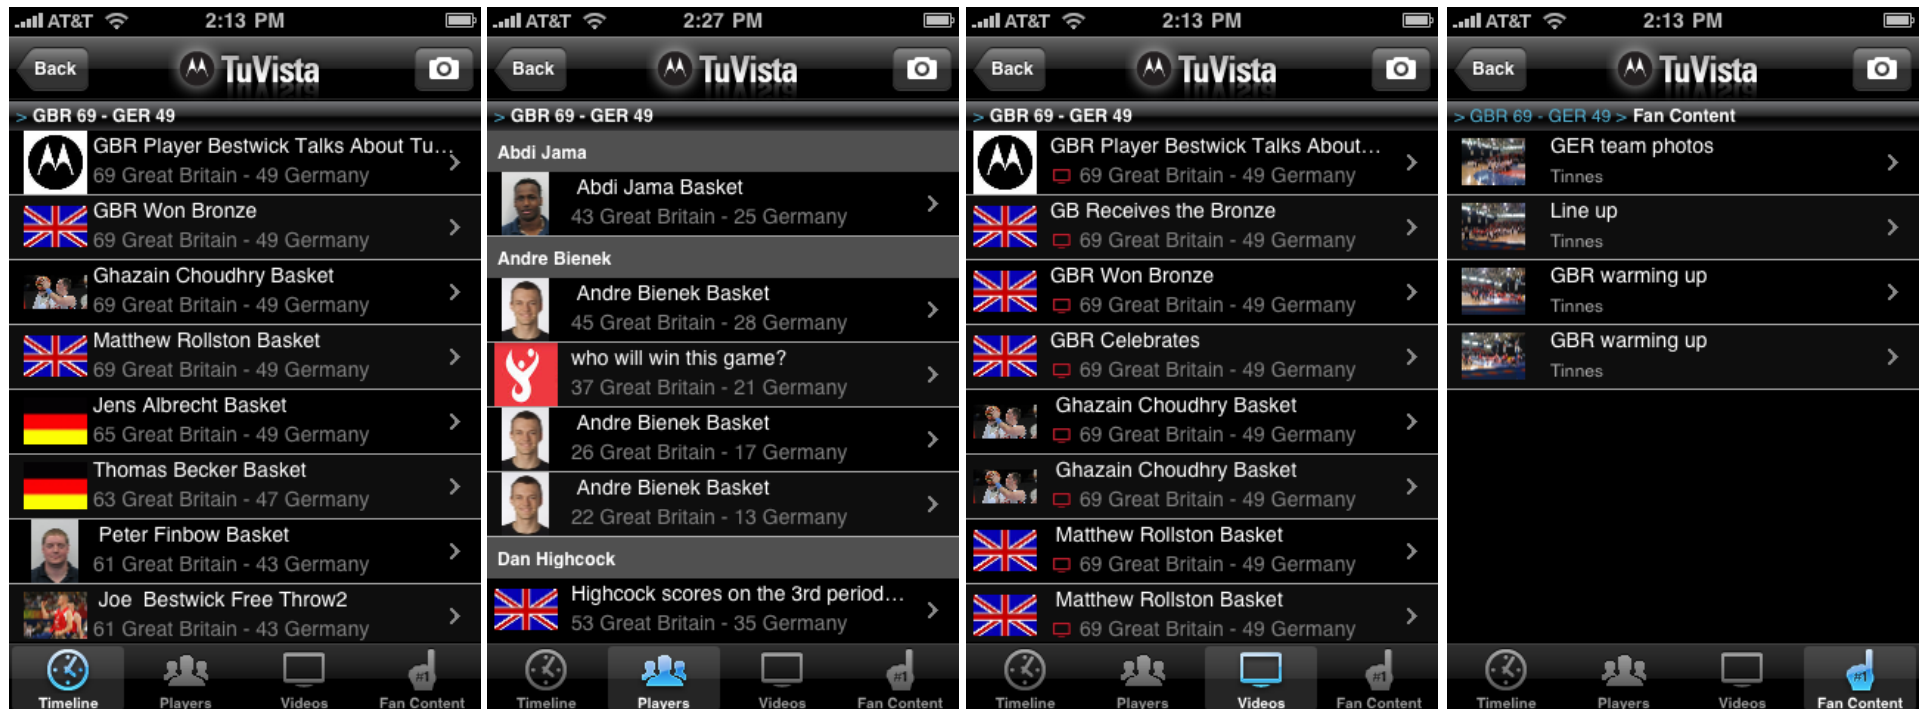 AT&T 2:13 PM
Back TuVista
> GBR 69 - GER 49
GBR Player Bestwick Talks About Tu...
69 Great Britain - 49 Germany
GBR Won Bronze
69 Great Britain - 49 Germany
Ghazain Choudhry Basket
69 Great Britain - 49 Germany
Matthew Rollston Basket
69 Great Britain - 49 Germany
Jens Albrecht Basket
65 Great Britain - 49 Germany
Thomas Becker Basket
63 Great Britain - 47 Germany
Peter Finbow Basket
61 Great Britain - 43 Germany
Joe Bestwick Free Throw2
61 Great Britain - 43 Germany
Timeline Players Videos #1 Fan Content
AT&T 2:27 PM
Back TuVista
> GBR 69 - GER 49
Abdi Jama
Abdi Jama Basket
43 Great Britain - 25 Germany
Andre Bienek
Andre Bienek Basket
45 Great Britain - 28 Germany
who will win this game?
37 Great Britain - 21 Germany
Andre Bienek Basket
26 Great Britain - 17 Germany
Andre Bienek Basket
22 Great Britain - 13 Germany
Dan Highcock
Highcock scores on the 3rd period...
53 Great Britain - 35 Germany
Timeline Players Videos #1 Fan Content
AT&T 2:13 PM
Back TuVista
> GBR 69 - GER 49
GBR Player Bestwick Talks About...
69 Great Britain - 49 Germany
GB Receives the Bronze
69 Great Britain - 49 Germany
GBR Won Bronze
69 Great Britain - 49 Germany
GBR Celebrates
69 Great Britain - 49 Germany
Ghazain Choudhry Basket
69 Great Britain - 49 Germany
Ghazain Choudhry Basket
69 Great Britain - 49 Germany
Matthew Rollston Basket
69 Great Britain - 49 Germany
Matthew Rollston Basket
69 Great Britain - 49 Germany
Timeline Players Videos #1 Fan Content
AT&T 2:13 PM
Back TuVista
> GBR 69 - GER 49 > Fan Content
GER team photos
Tinnes
Line up
Tinnes
GBR warming up
Tinnes
GBR warming up
Tinnes
Timeline Players Videos #1 Fan Content